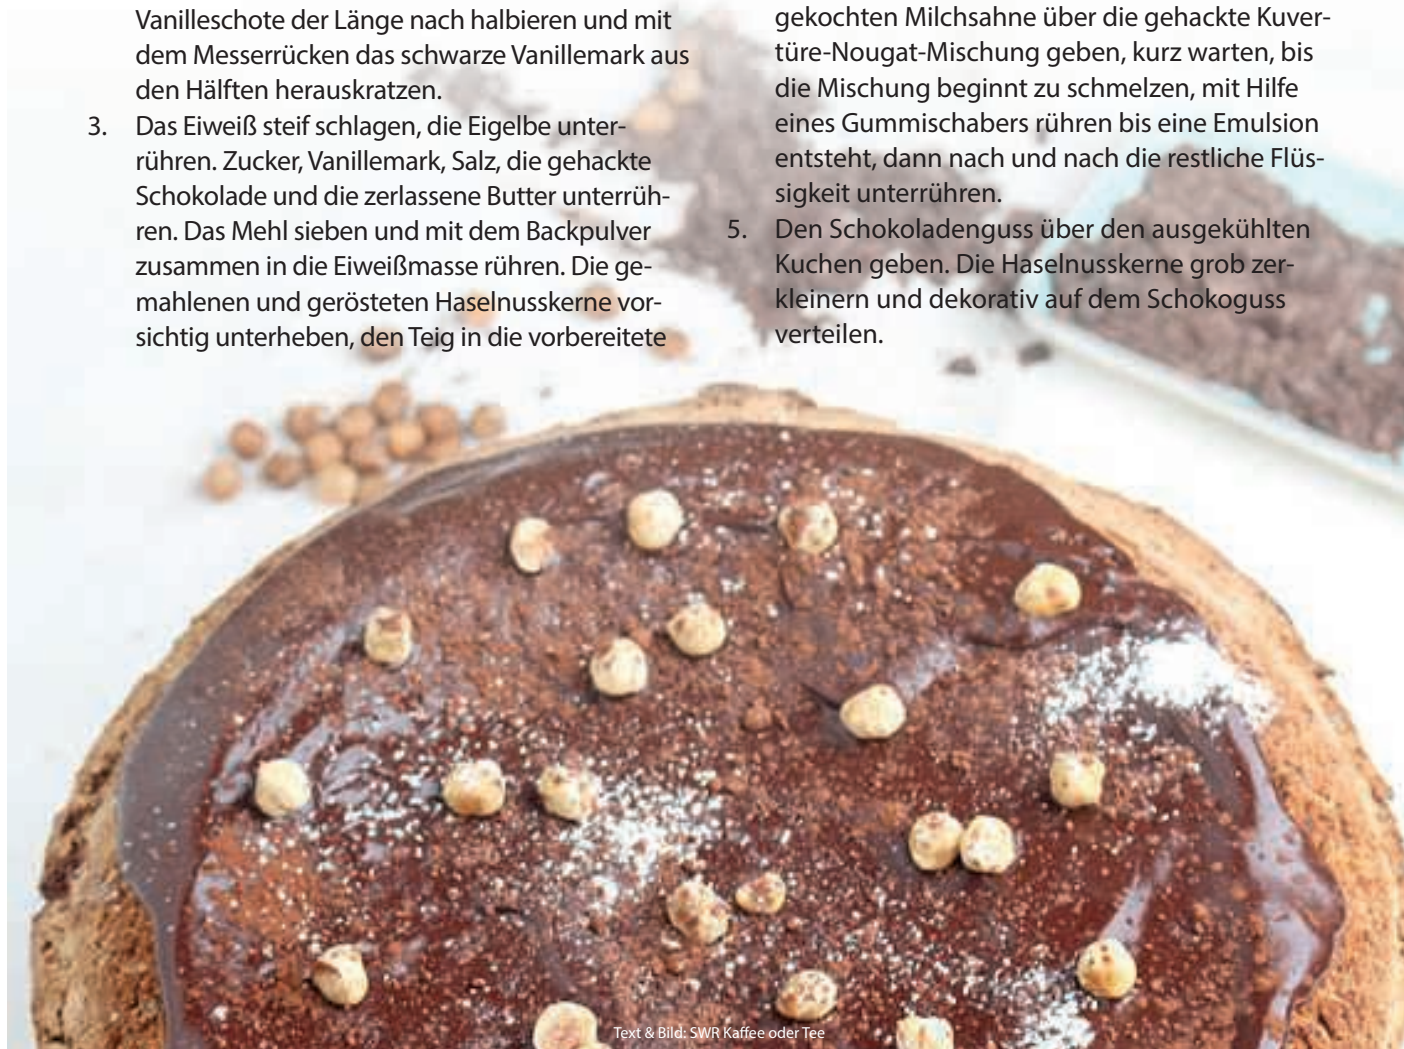 Vanilleschote der Länge nach halbieren und mit
dem Messerrücken das schwarze Vanillemark aus
den Hälften herauskratzen.
3. Das Eiweiß steif schlagen, die Eigelbe unter-
rühren. Zucker, Vanillemark, Salz, die gehackte
Schokolade und die zerlassene Butter unterrüh-
ren. Das Mehl sieben und mit dem Backpulver
zusammen in die Eiweißmasse rühren. Die ge-
mahlenen und gerösteten Haselnusskerne vor-
sichtig unterheben, den Teig in die vorbereitete
gekochten Milchsahne über die gehackte Kuver-
türe-Nougat-Mischung geben, kurz warten, bis
die Mischung beginnt zu schmelzen, mit Hilfe
eines Gummischabers rühren bis eine Emulsion
entsteht, dann nach und nach die restliche Flüs-
sigkeit unterrühren.
5. Den Schokoladenguss über den ausgekühlten
Kuchen geben. Die Haselnusskerne grob zer-
kleinern und dekorativ auf dem Schokoguss
verteilen.
Text & Bild: SWR Kaffee oder Tee